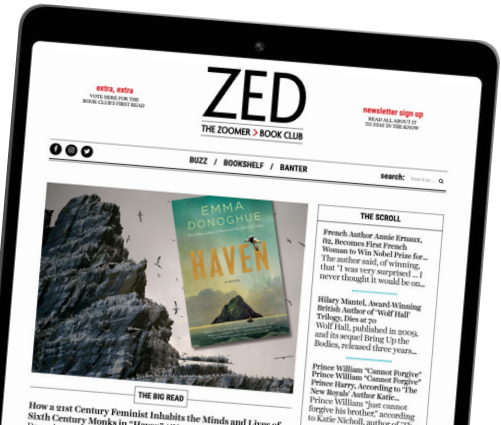 extra, extra
VOTE HERE FOR THE
BOOK CLUB'S FIRST READ
ZED
THE ZOOMER > BOOK CLUB
newsletter sign up
READ ALL ABOUT IT
TO STAY IN THE KNOW
BUZZ / BOOKSHELF / BANTER
search:
EMMA
DONOGHUE
HAVEN
A NOVEL
THE BIG READ
How a 21st Century Feminist Inhabits the Minds and Lives of
Sixth Century Monks in "Haven"
THE SCROLL
French Author Annie Ernaux,
82, Becomes First French
Woman to Win Nobel Prize for...
The author said, of winning,
that "I was very surprised ... I
never thought it would be on...
Hilary Mantel, Award-Winning
British Author of 'Wolf Hall'
Trilogy, Dies at 70
Wolf Hall, published in 2009,
and its sequel Bring Up the
Bodies, released three years...
Prince William "Cannot Forgive"
Prince William "Cannot Forgive"
Prince Harry, According to 'The
New Royals' Author Katie...
Prince William "just cannot
forgive his brother," according
to Katie Nicholl, author of